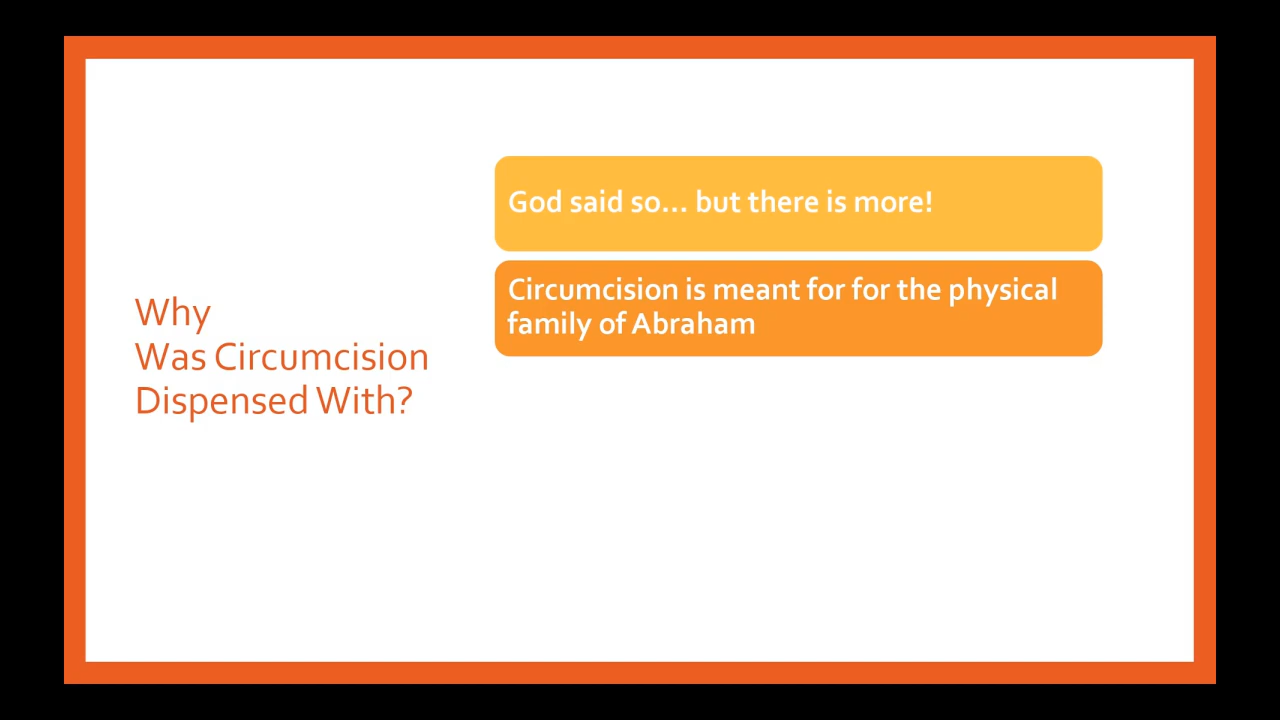 Why
Was Circumcision
Dispensed With?
God said so... but there is more!
Circumcision is meant for for the physical
family of Abraham